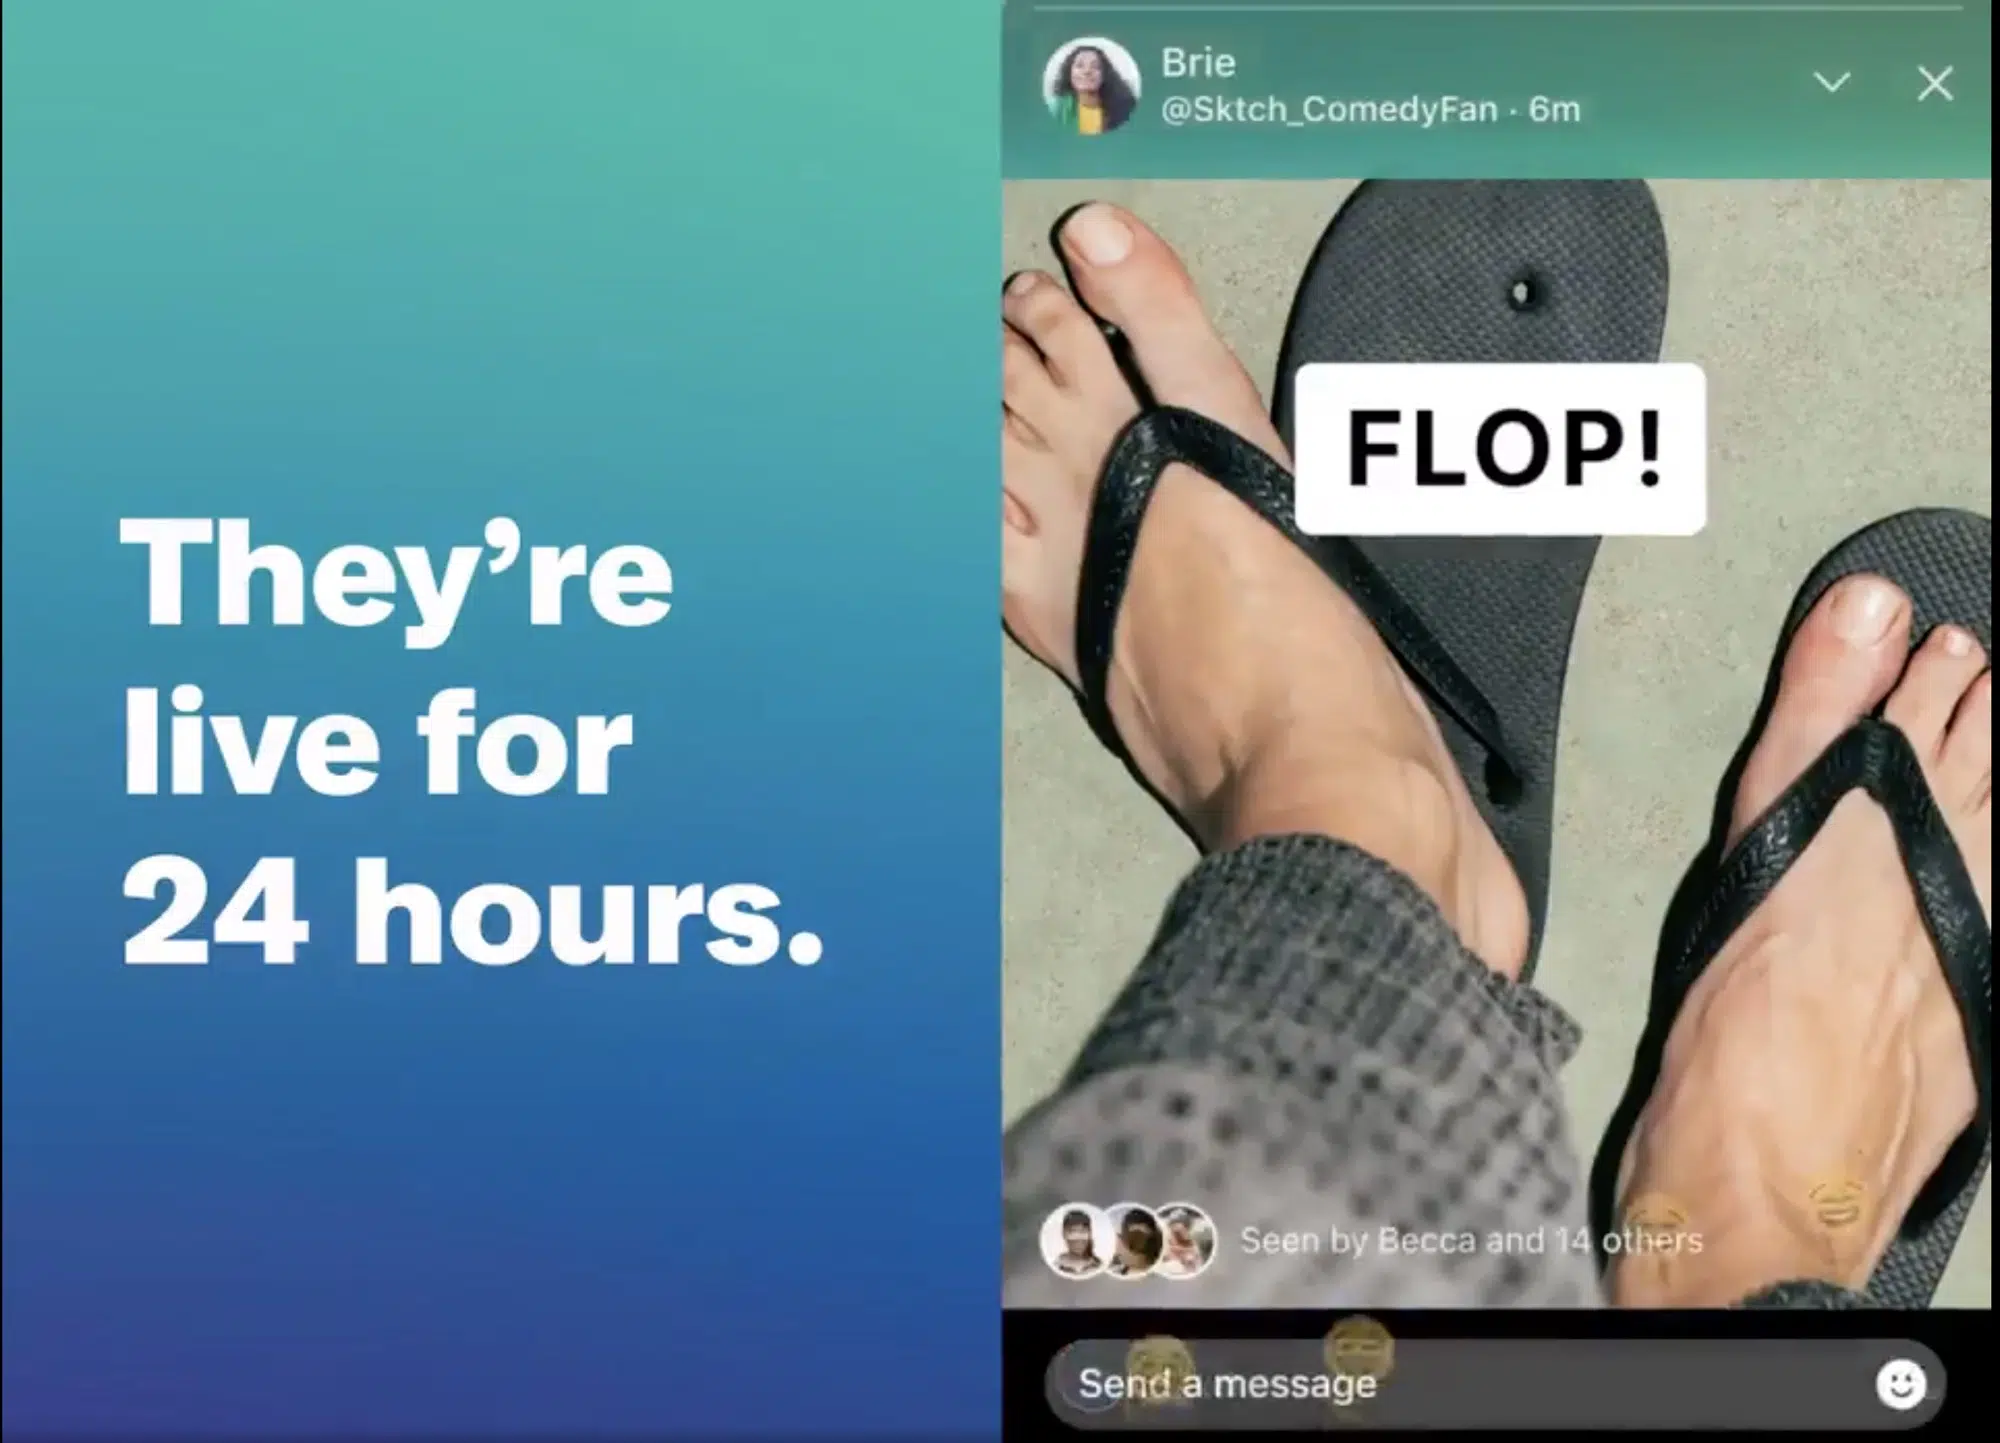 They're
live for
24 hours.
Brie
@Sktch_ComedyFan · 6m
FLOP!
Seen by Becca and 14 others
Send a message